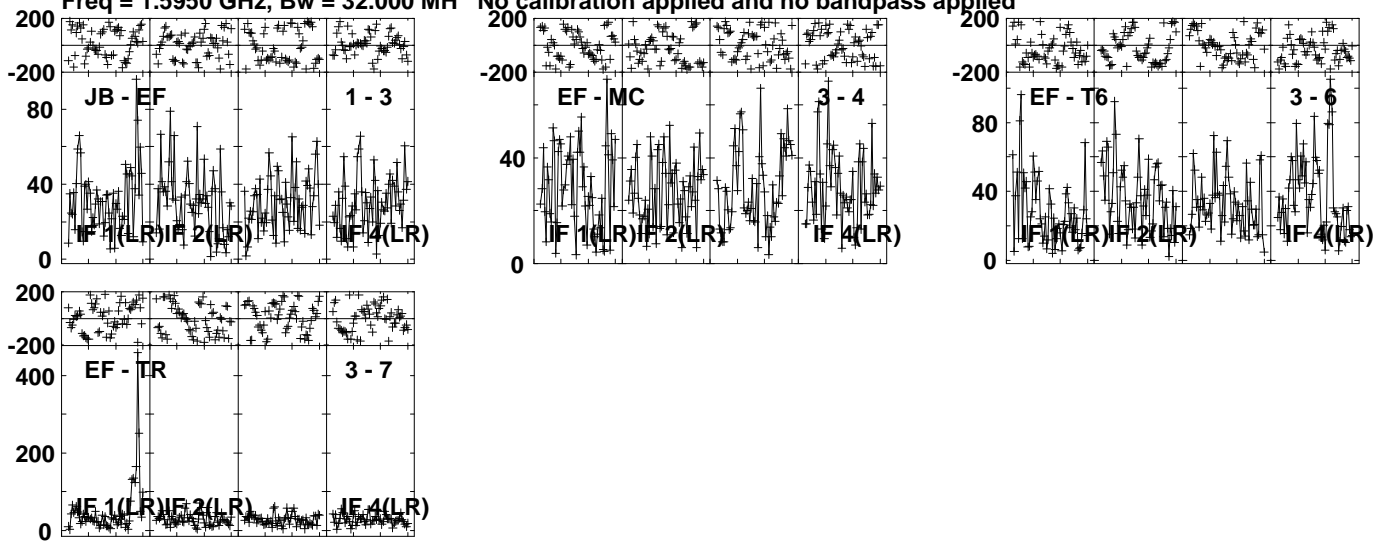 Freq = 1.5950 GHz, Bw = 32.000 MH No calibration applied and no bandpass applied
200
-200
JB - EF 1 - 3
80
40
0
IF 1(LR) IF 2(LR) IF 4(LR)
200
-200
EF - MC 3 - 4
40
0
IF 1(LR) IF 2(LR) IF 4(LR)
200
-200
EF - T6 3 - 6
80
40
0
IF 1(LR) IF 2(LR) IF 4(LR)
200
-200
EF - TR 3 - 7
400
200
0
IF 1(LR) IF 2(LR) IF 4(LR)